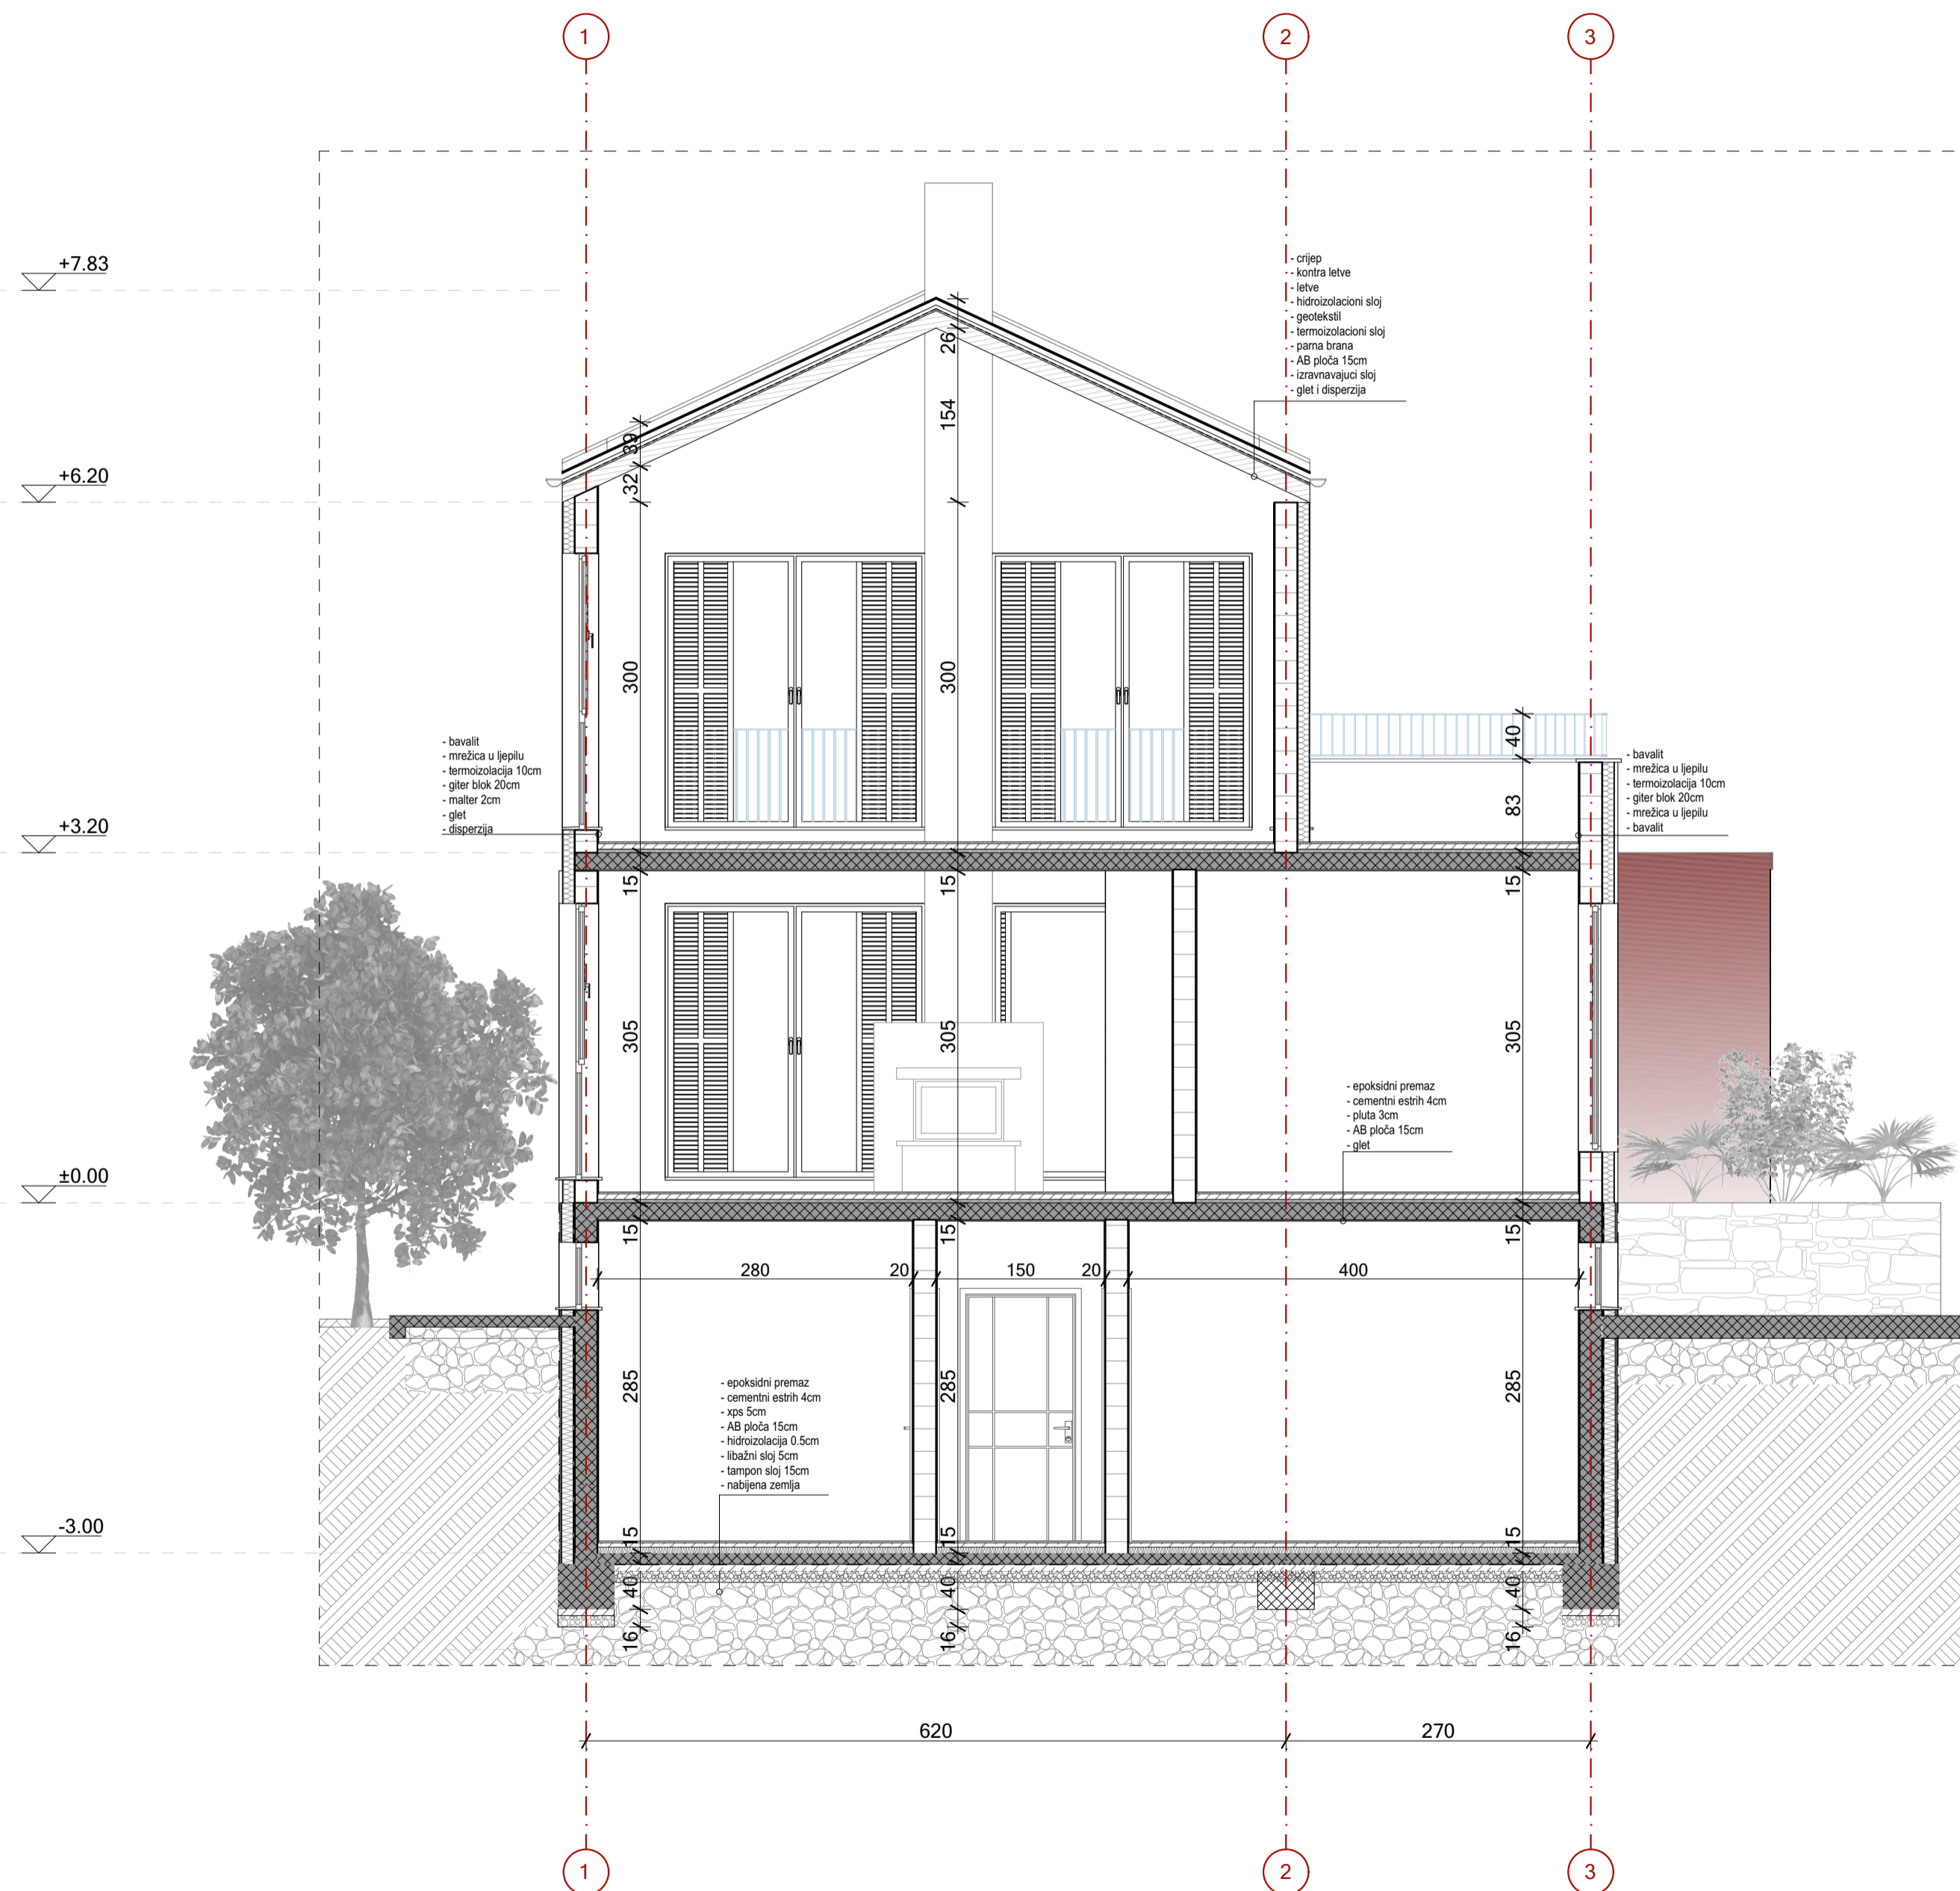 1
2
3
+7.83
- crijep
- kontra letve
- letve
- hidroizolacioni sloj
- geotekstil
- termoizolacioni sloj
- parna brana
- AB ploča 15cm
- izravnavajuci sloj
- glet i disperzija
26
154
39
32
+6.20
300
300
40
83
- bavalit
- mrežica u ljepilu
- termoizolacija 10cm
- giter blok 20cm
- malter 2cm
- glet
- disperzija
- bavalit
- mrežica u ljepilu
- termoizolacija 10cm
- giter blok 20cm
- mrežica u ljepilu
- bavalit
+3.20
15
15
15
305
305
305
- epoksidni premaz
- cementni estrih 4cm
- pluta 3cm
- AB ploča 15cm
- glet
±0.00
15
15
15
280
20
150
20
400
285
285
285
- epoksidni premaz
- cementni estrih 4cm
- xps 5cm
- AB ploča 15cm
- hidroizolacija 0.5cm
- libažni sloj 5cm
- tampon sloj 15cm
- nabijena zemlja
-3.00
15
15
15
40
40
40
16
16
16
620
270
1
2
3